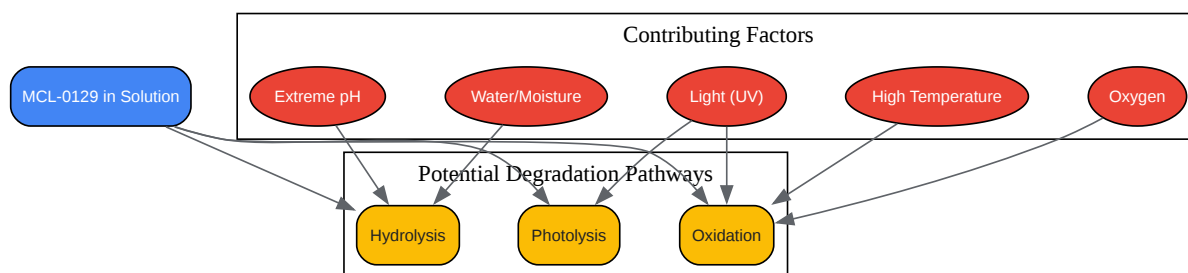 Contributing Factors
MCL-0129 in Solution
Extreme pH
Water/Moisture
Light (UV)
High Temperature
Oxygen
Potential Degradation Pathways
Hydrolysis
Photolysis
Oxidation